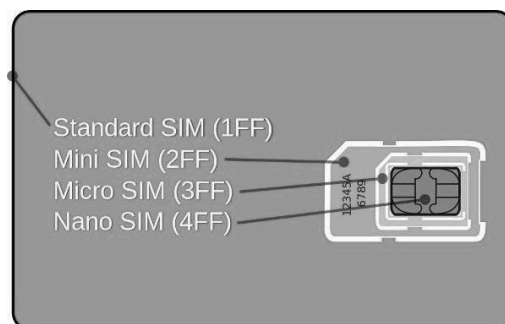 Standard SIM (1FF)
Mini SIM (2FF)
Micro SIM (3FF)
Nano SIM (4FF)
12345A
6789